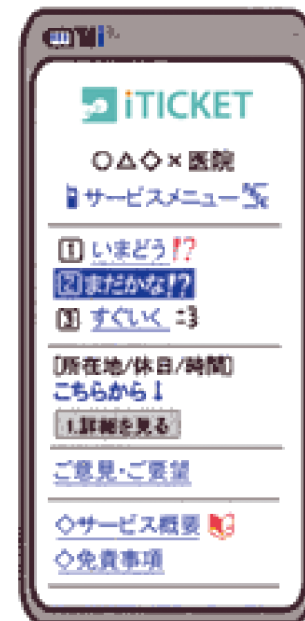 iTICKET
○△◇×医院
サービスメニュー
1 いまどう!?
2 まだかな!?
3 すぐいく :3
[所在地/休日/時間]
こちらから↓
1.詳細を見る
ご意見・ご要望
◇サービス概要
◇免責事項